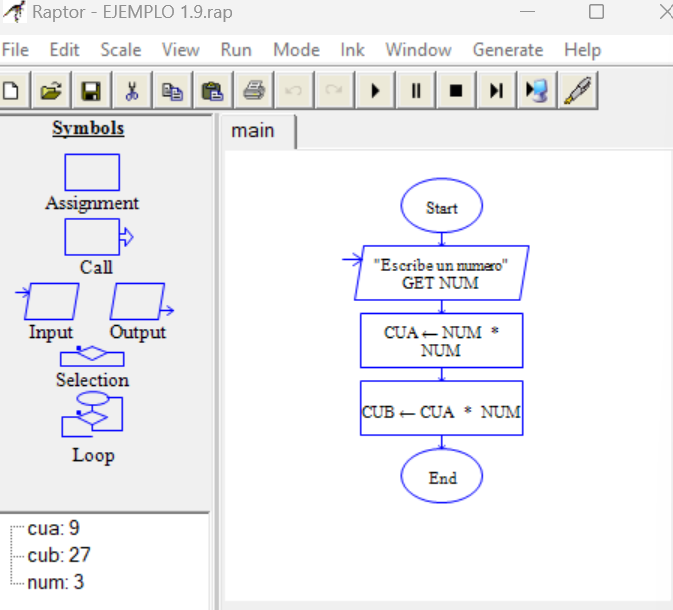 Raptor - EJEMPLO 1.9.rap
File Edit Scale View Run Mode Ink Window Generate Help
Symbols
Assignment
Call
Input Output
Selection
Loop
cua: 9
cub: 27
num: 3
main
Start
"Escribe un numero"
GET NUM
CUA ← NUM *
NUM
CUB ← CUA * NUM
End